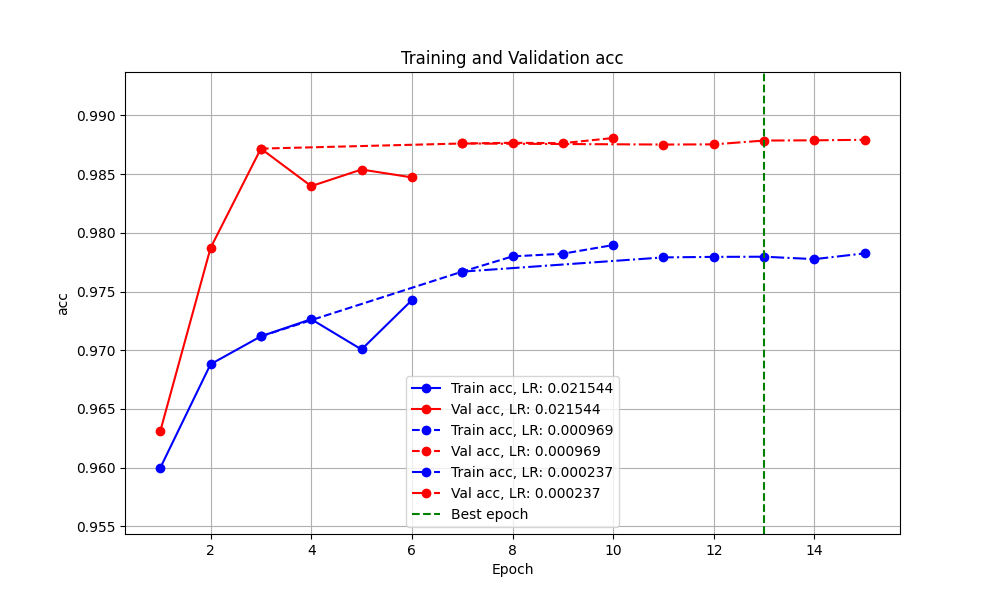 Training and Validation acc
acc
0.990
0.985
0.980
0.975
0.970
0.965
0.960
0.955
Train acc, LR: 0.021544
Val acc, LR: 0.021544
Train acc, LR: 0.000969
Val acc, LR: 0.000969
Train acc, LR: 0.000237
Val acc, LR: 0.000237
Best epoch
2 4 6 8 10 12 14
Epoch